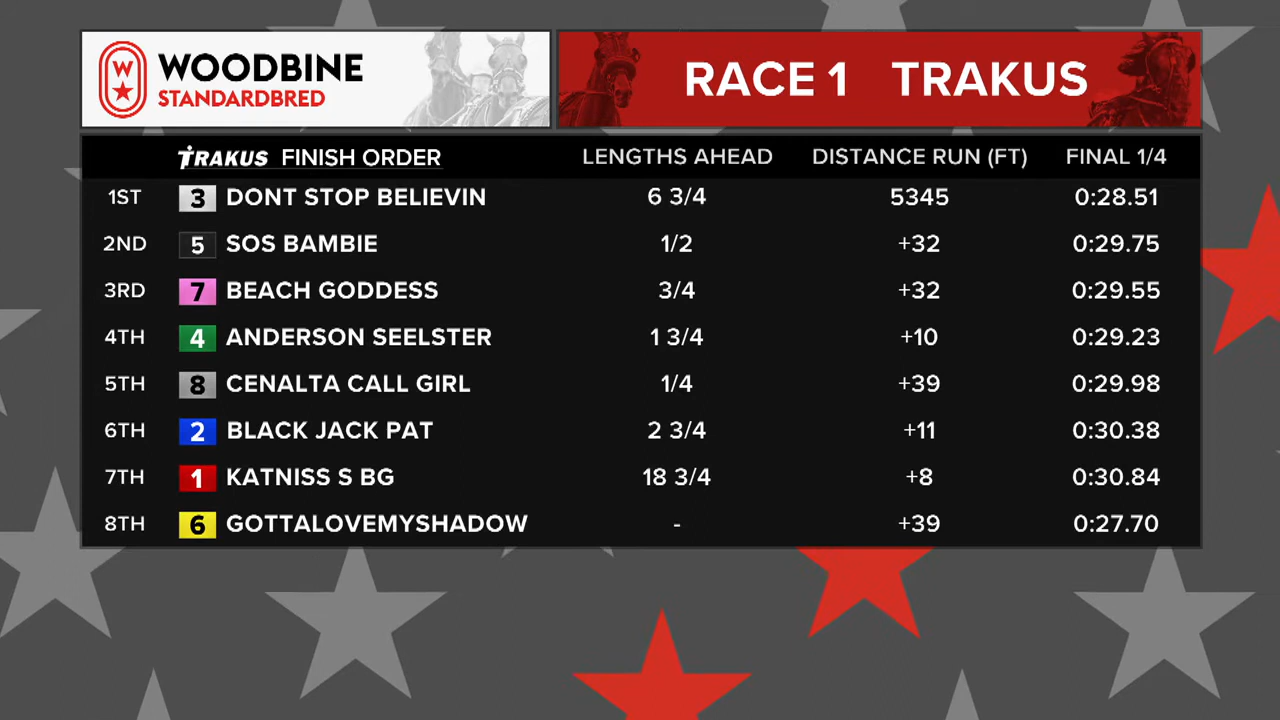 W
WOODBINE
STANDARDBRED
RACE 1 TRAKUS
TRAKUS FINISH ORDER LENGTHS AHEAD DISTANCE RUN (FT) FINAL 1/4
1ST 3 DONT STOP BELIEVIN 6 3/4 5345 0:28.51
2ND 5 SOS BAMBIE 1/2 +32 0:29.75
3RD 7 BEACH GODDESS 3/4 +32 0:29.55
4TH 4 ANDERSON SEELSTER 1 3/4 +10 0:29.23
5TH 8 CENALTA CALL GIRL 1/4 +39 0:29.98
6TH 2 BLACK JACK PAT 2 3/4 +11 0:30.38
7TH 1 KATNISS S BG 18 3/4 +8 0:30.84
8TH 6 GOTTALOVEMYSHADOW - +39 0:27.70